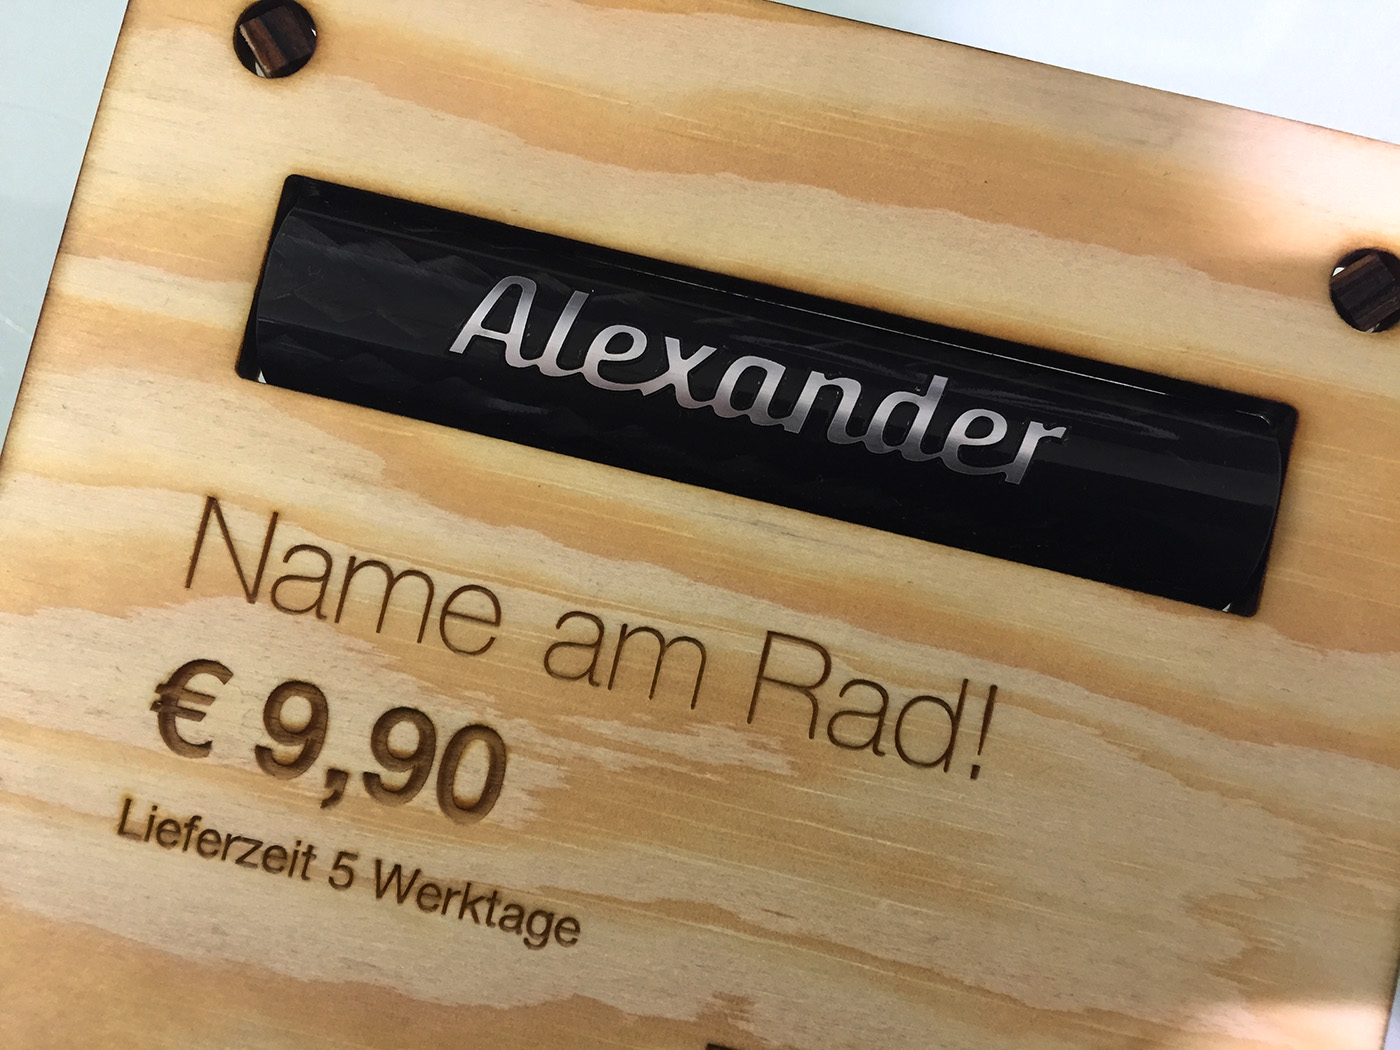 Alexander
Name am Rad!
€ 9,90
Lieferzeit 5 Werktage